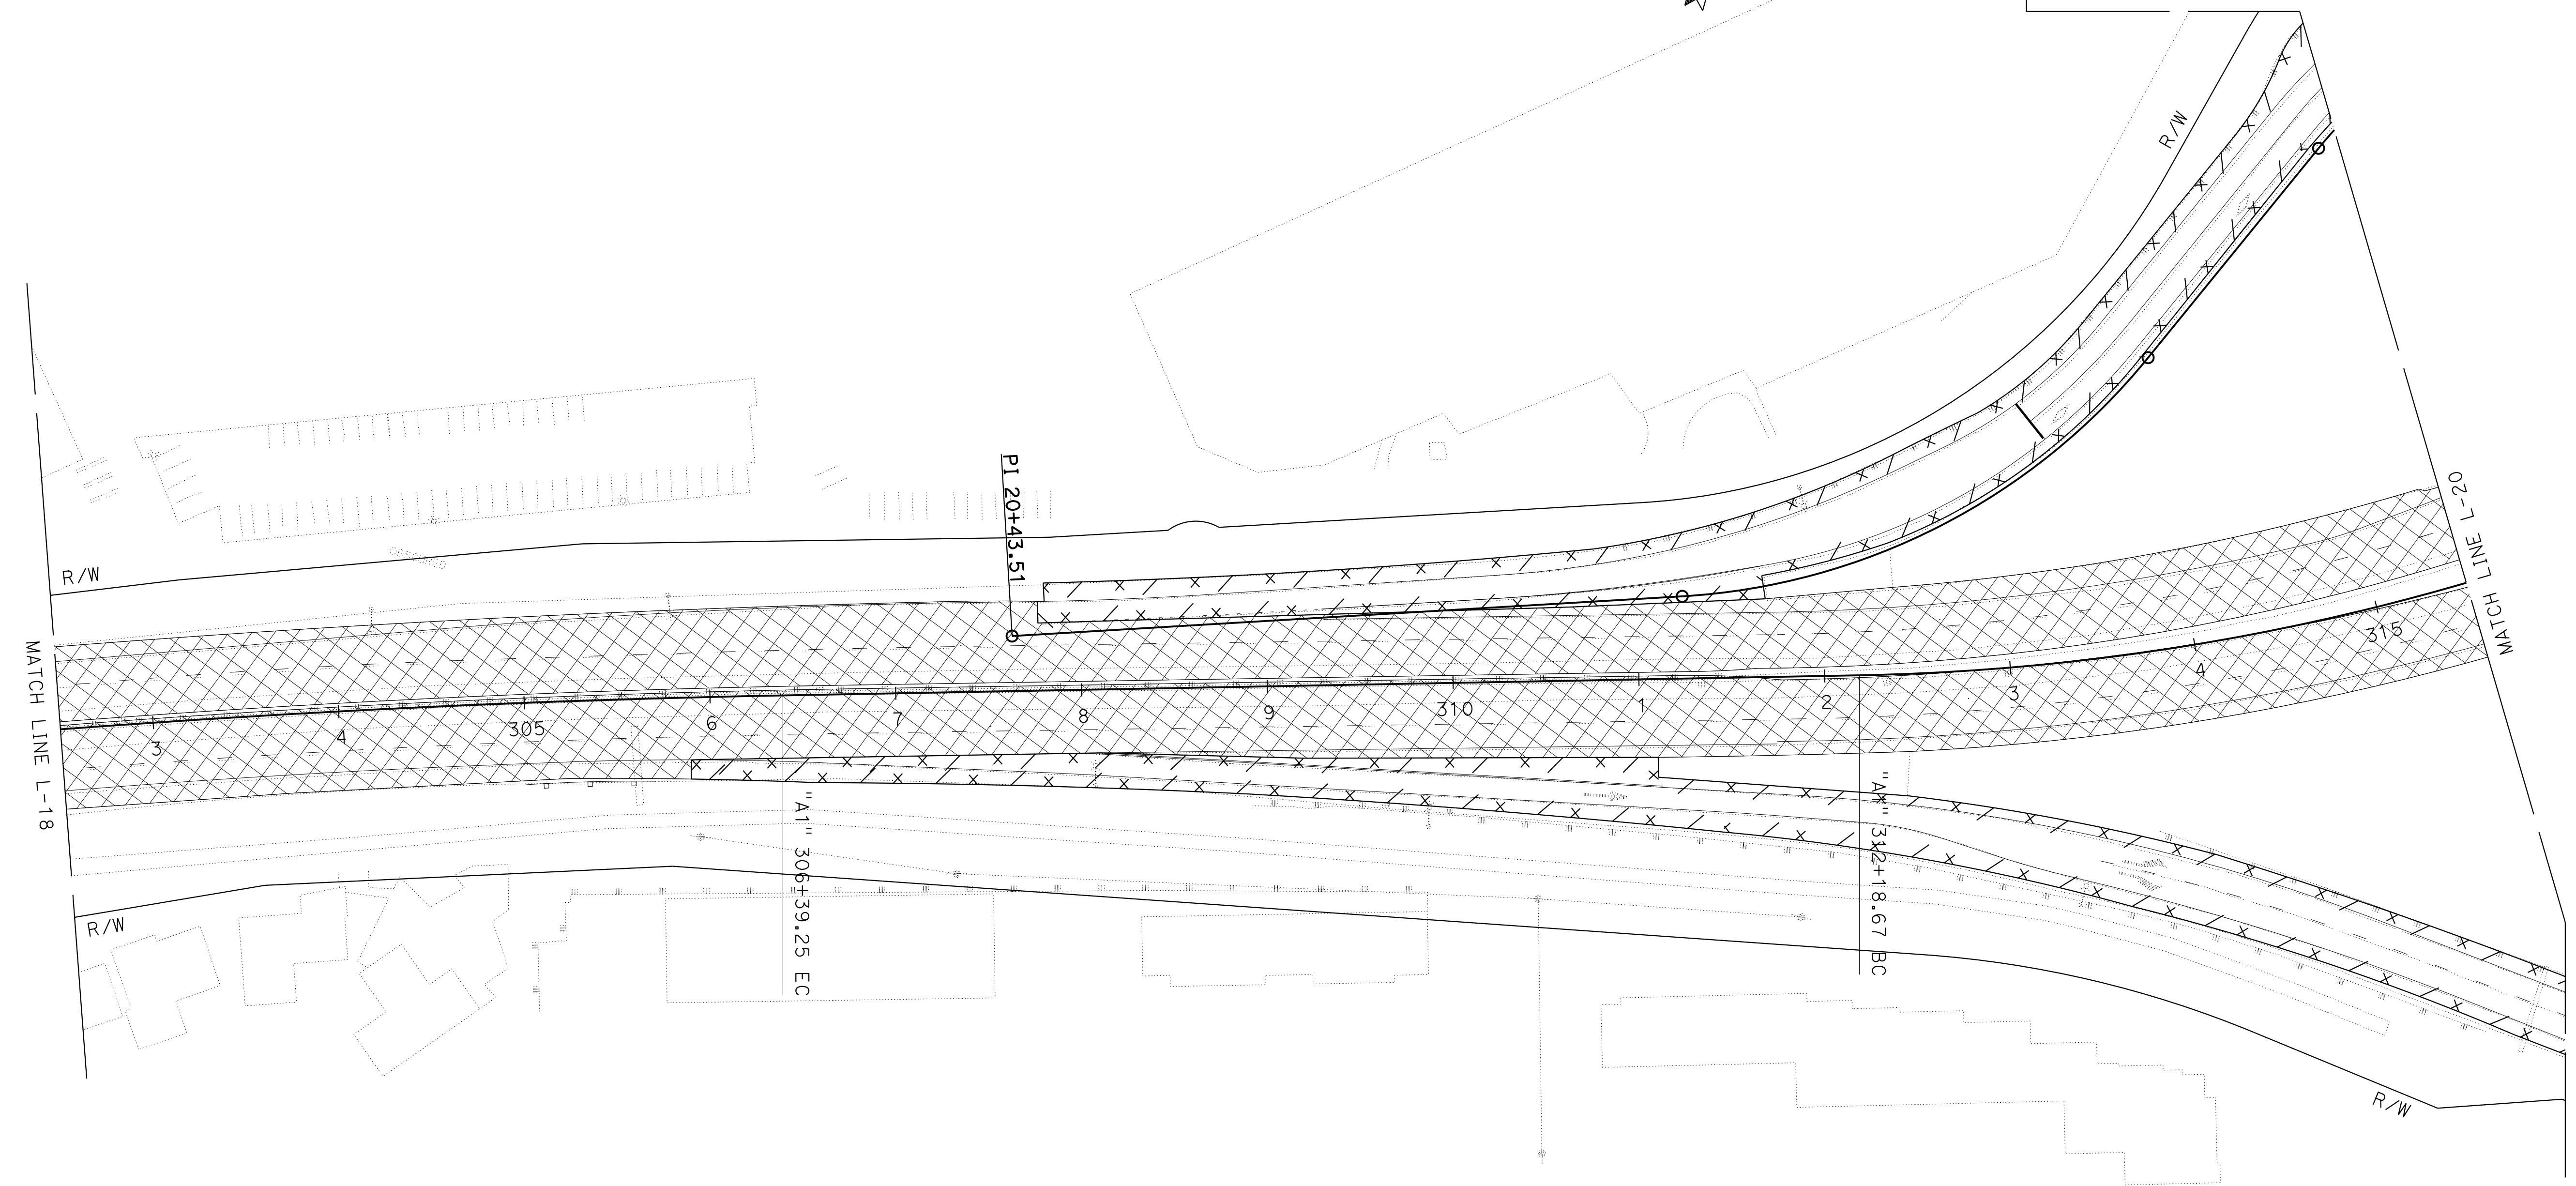 R/W
PI 20+43.51
R/W
MATCH LINE L-18
MATCH LINE L-20
3
4
305
6
7
8
9
310
1
2
3
4
315
"A1" 306+39.25 EC
"A1" 312+18.67 BC
R/W
R/W